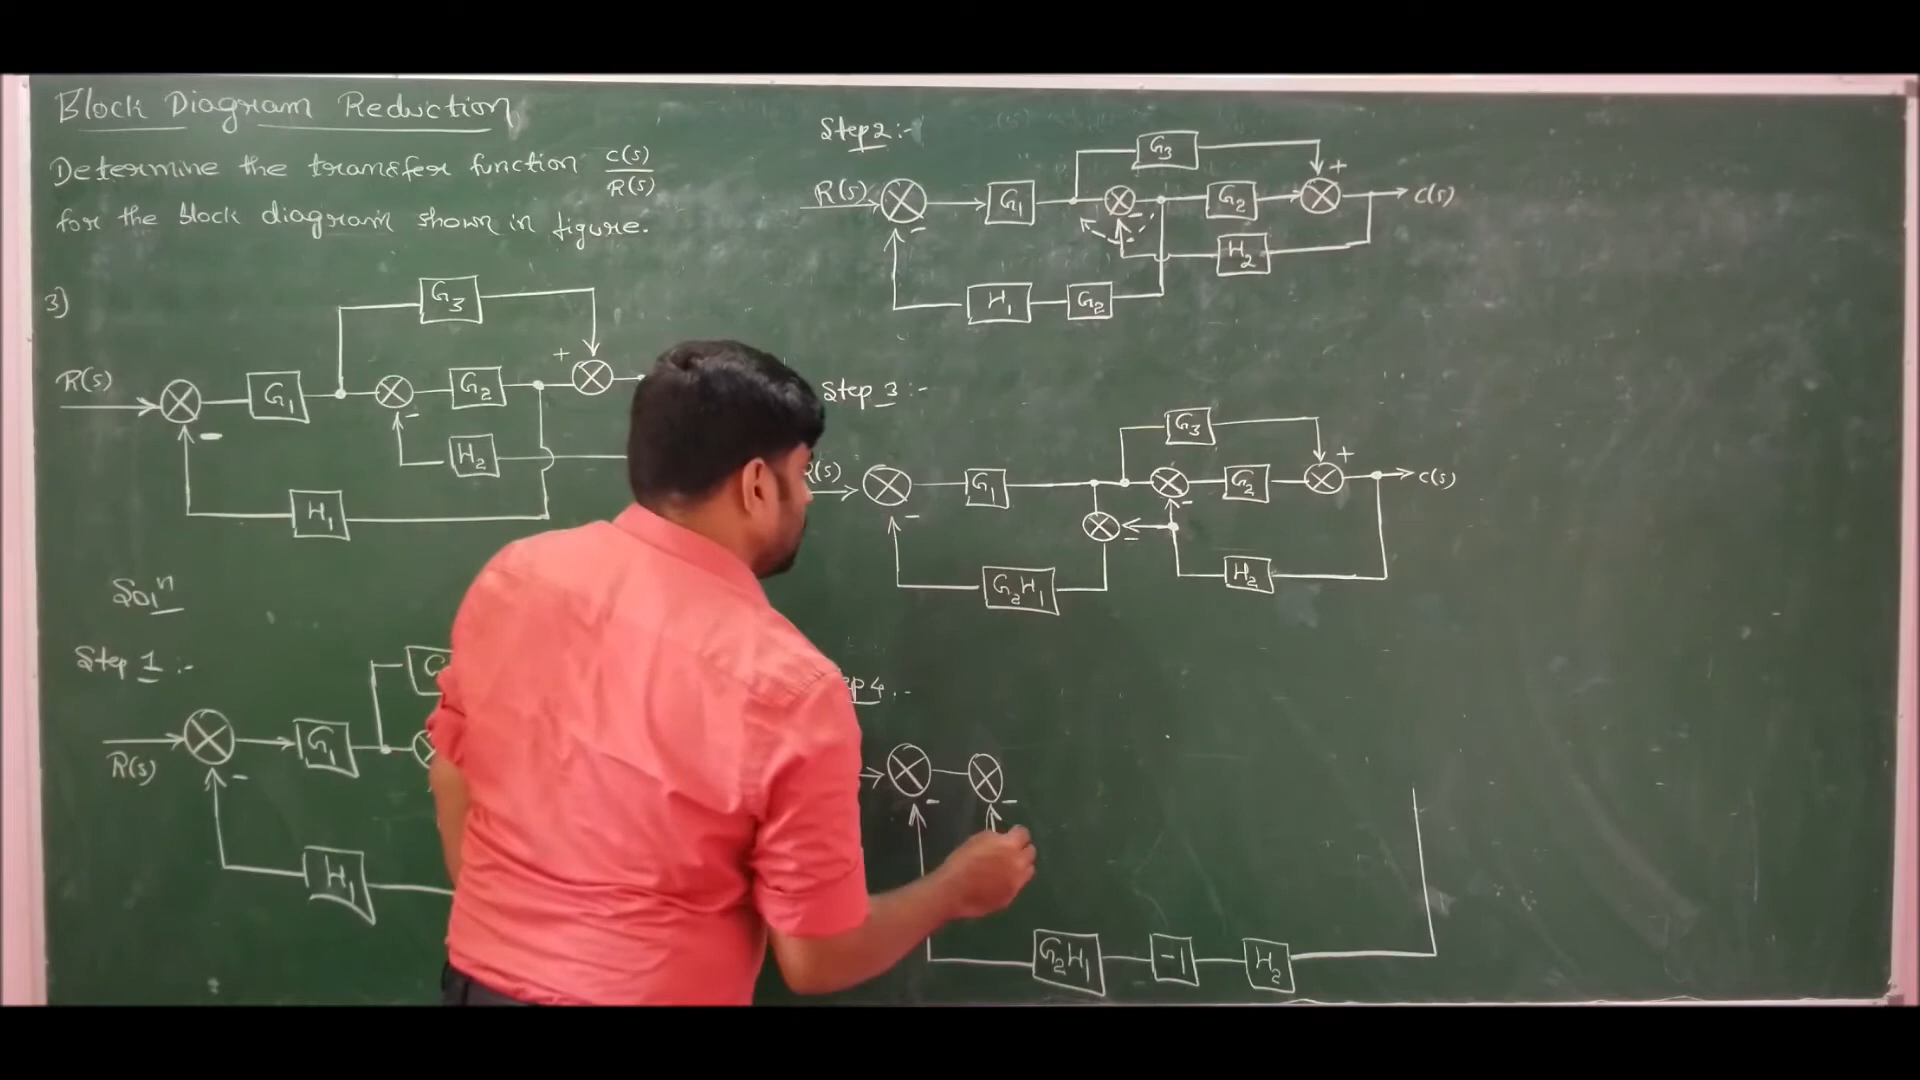 Block Diagram Reduction
Determine the transfer function C(s)/R(s)
for the block diagram shown in figure.
3)
G3
+
R(s)
G1
G2
-
H2
H1
Solⁿ
Step 1 :-
G1
R(s)
-
H1
Step 2 :-
G3
+
R(s)
G1
G2
C(s)
-
-
H2
H1
G2
Step 3 :-
G3
+
R(s)
G1
G2
C(s)
-
-
-
H2
G2H1
-
-
G2H1
-1
H2